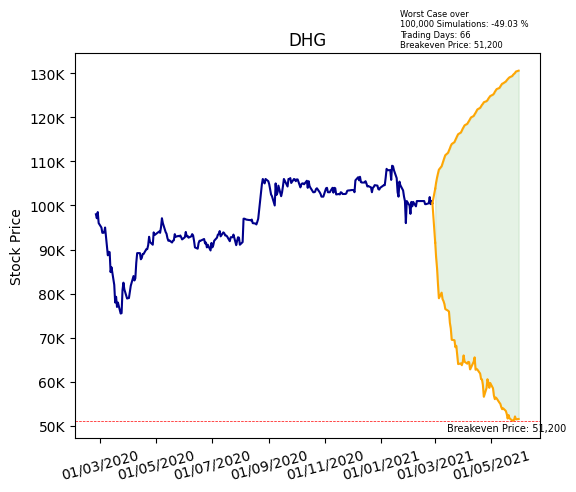 Worst Case over
100,000 Simulations: -49.03 %
Trading Days: 66
Breakeven Price: 51,200
DHG
Stock Price
130K
120K
110K
100K
90K
80K
70K
60K
50K
Breakeven Price: 51,200
01/03/2020
01/05/2020
01/07/2020
01/09/2020
01/11/2020
01/01/2021
01/03/2021
01/05/2021